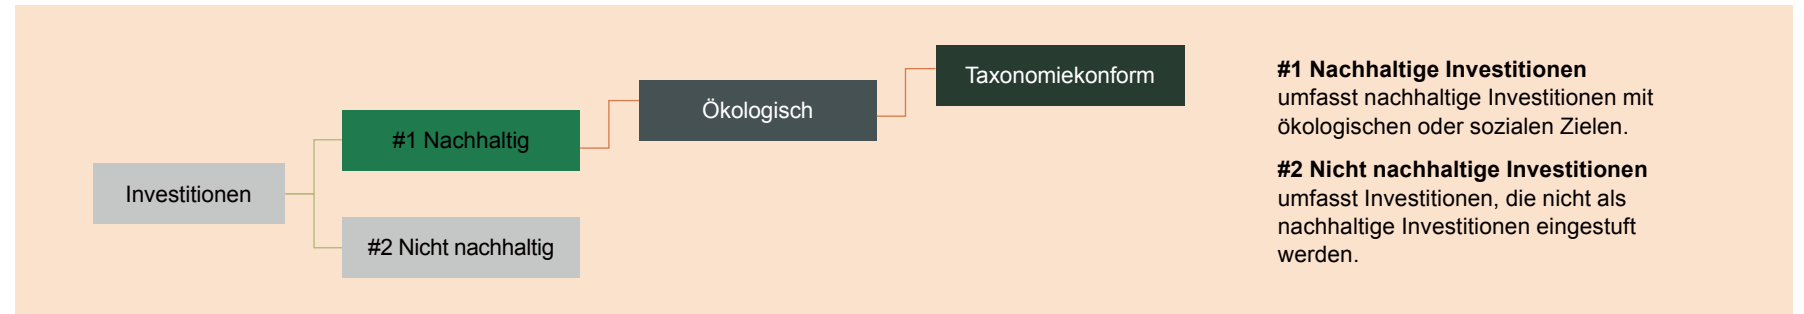 Investitionen
#1 Nachhaltig
#2 Nicht nachhaltig
Ökologisch
Taxonomiekonform
#1 Nachhaltige Investitionen
umfasst nachhaltige Investitionen mit
ökologischen oder sozialen Zielen.
#2 Nicht nachhaltige Investitionen
umfasst Investitionen, die nicht als
nachhaltige Investitionen eingestuft
werden.